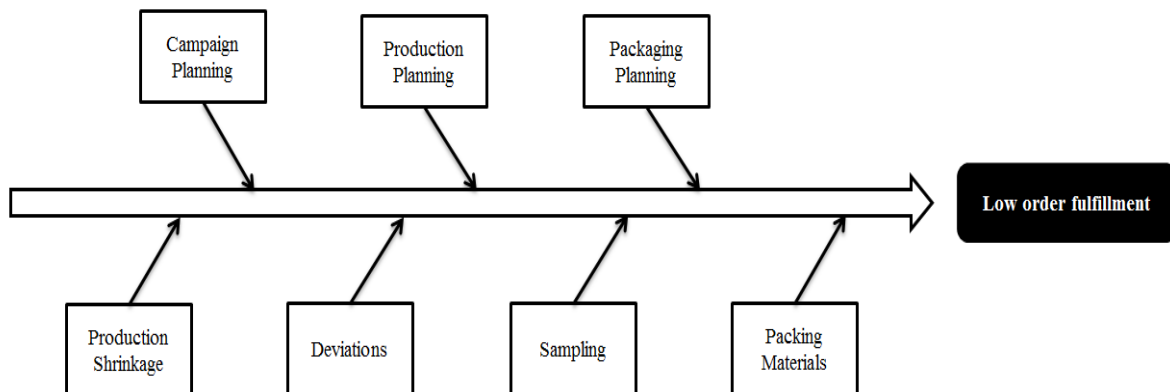 Campaign
Planning
Production
Planning
Packaging
Planning
Low order fulfillment
Production
Shrinkage
Deviations
Sampling
Packing
Materials